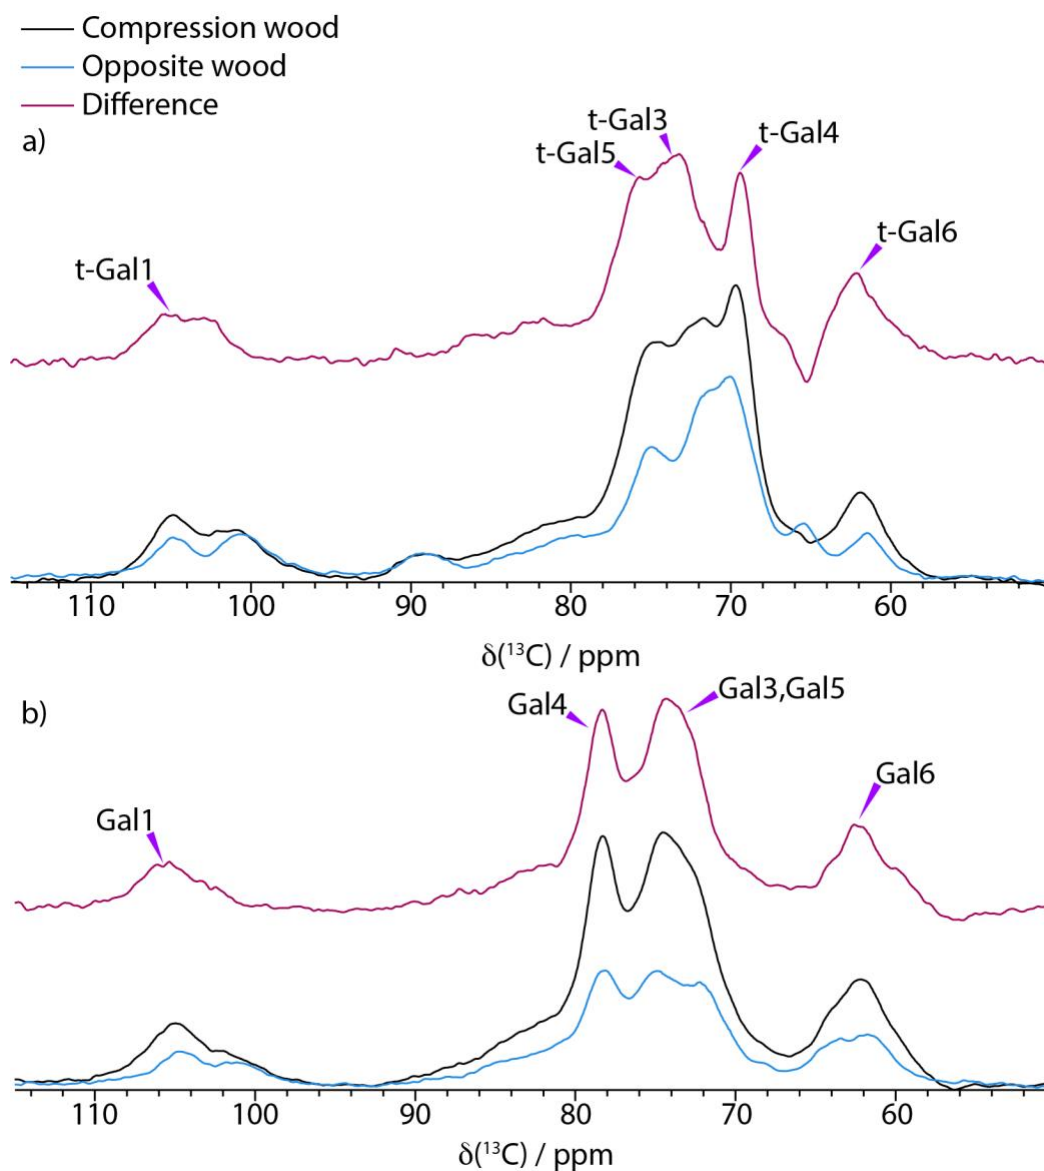 Compression wood
Opposite wood
Difference
a)
t-Gal3
t-Gal4
t-Gal5
t-Gal6
t-Gal1
110 100 90 80 70 60
δ(¹³C) / ppm
b)
Gal3,Gal5
Gal4
Gal6
Gal1
110 100 90 80 70 60
δ(¹³C) / ppm